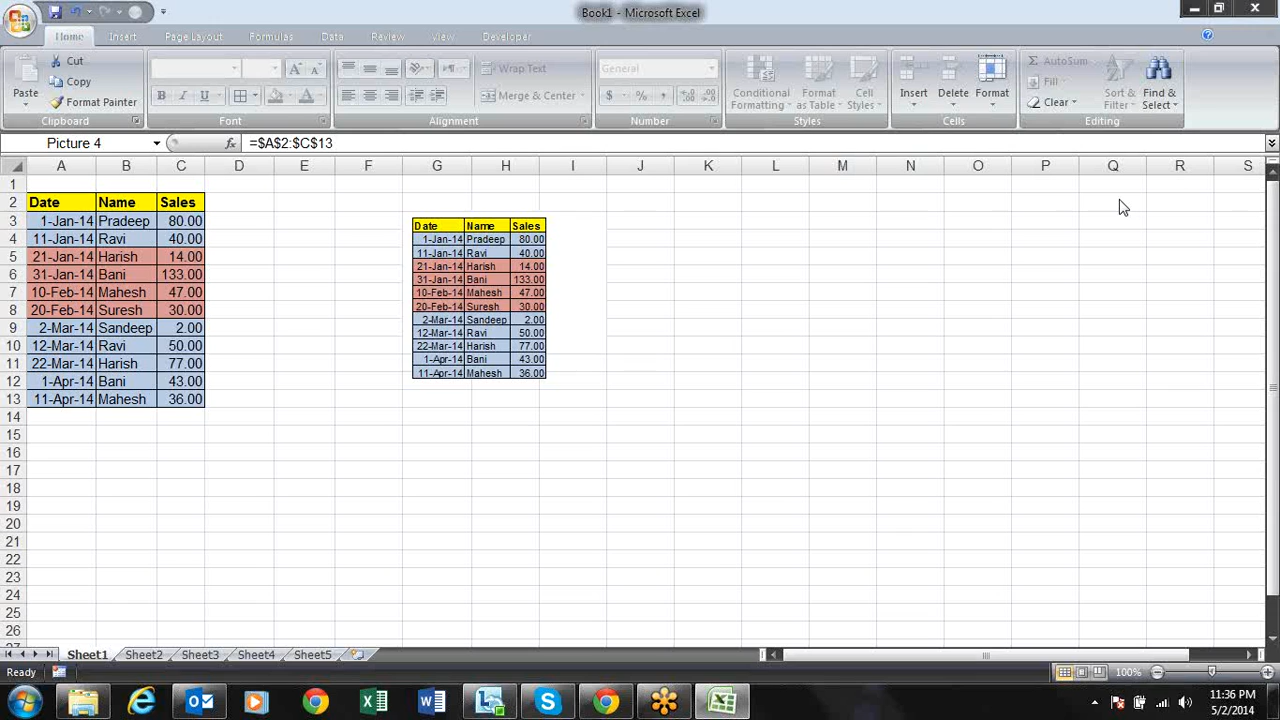 Book1 - Microsoft Excel
Home Insert Page Layout Formulas Data Review View Developer
Paste
Cut
Copy
Format Painter
Clipboard
B I U
A A
Font
Wrap Text
Merge & Center
Alignment
General
$ % ,
Number
Conditional Formatting
Format as Table
Cell Styles
Styles
Insert Delete Format
Cells
AutoSum
Fill
Clear
Sort & Filter
Find & Select
Editing
Picture 4 fx =$A$2:$C$13
A B C D E F G H I J K L M N O P Q R S
1
2 Date Name Sales
3 1-Jan-14 Pradeep 80.00
4 11-Jan-14 Ravi 40.00
5 21-Jan-14 Harish 14.00
6 31-Jan-14 Bani 133.00
7 10-Feb-14 Mahesh 47.00
8 20-Feb-14 Suresh 30.00
9 2-Mar-14 Sandeep 2.00
10 12-Mar-14 Ravi 50.00
11 22-Mar-14 Harish 77.00
12 1-Apr-14 Bani 43.00
13 11-Apr-14 Mahesh 36.00
14
15
16
17
18
19
20
21
22
23
24
25
26
27
Date Name Sales
1-Jan-14 Pradeep 80.00
11-Jan-14 Ravi 40.00
21-Jan-14 Harish 14.00
31-Jan-14 Bani 133.00
10-Feb-14 Mahesh 47.00
20-Feb-14 Suresh 30.00
2-Mar-14 Sandeep 2.00
12-Mar-14 Ravi 50.00
22-Mar-14 Harish 77.00
1-Apr-14 Bani 43.00
11-Apr-14 Mahesh 36.00
Sheet1 Sheet2 Sheet3 Sheet4 Sheet5
Ready 100%
11:36 PM
5/2/2014